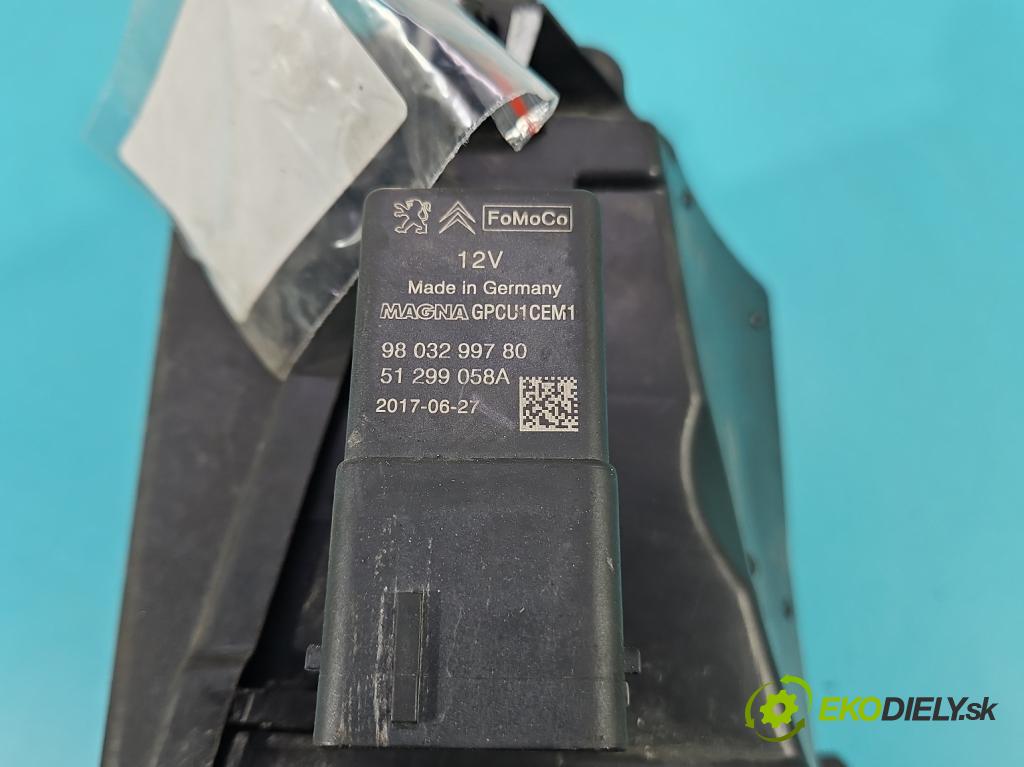 FoMoCo
12V
Made in Germany
MAGNA GPCU1CEM1
98 032 997 80
51 299 058A
2017-06-27
EKODIELY.sk